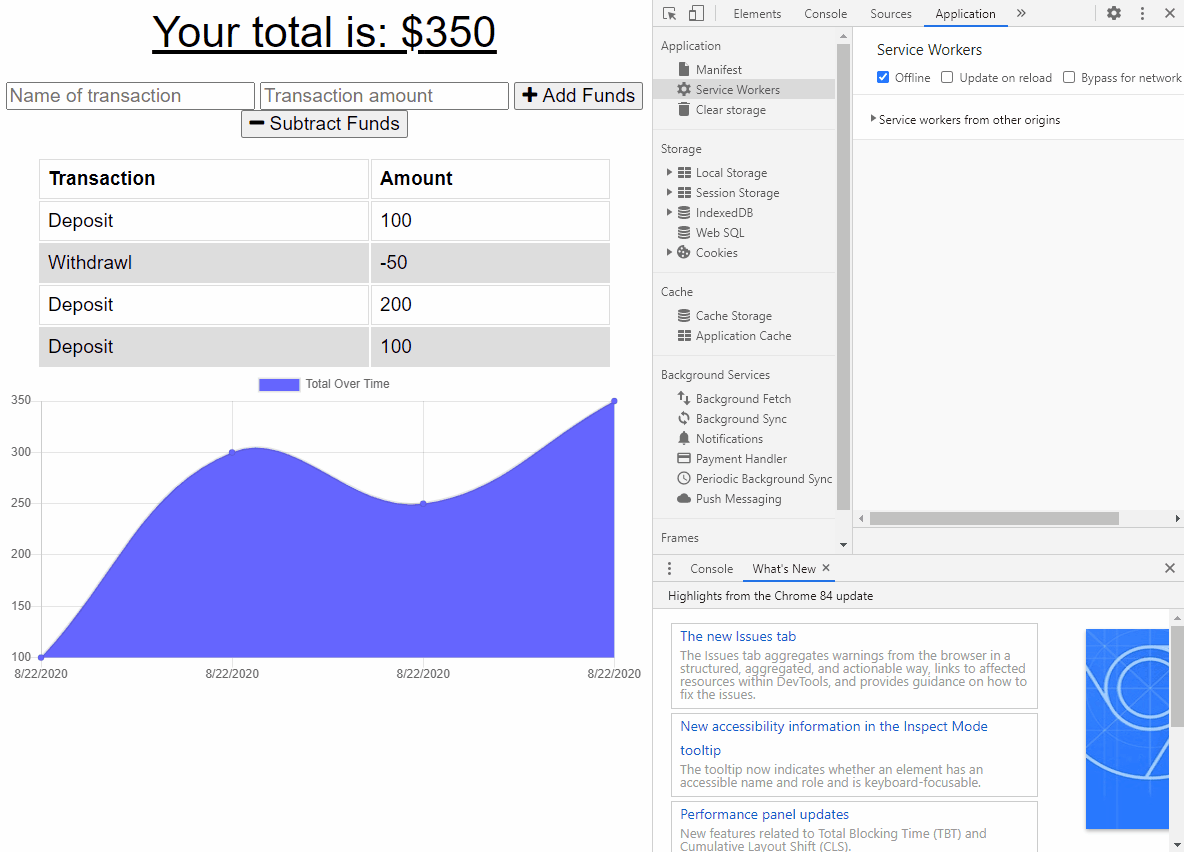 Your total is: $350
Name of transaction
Transaction amount
Add Funds
Subtract Funds
Transaction Amount
Deposit 100
Withdrawl -50
Deposit 200
Deposit 100
Total Over Time
350
300
250
200
150
100
8/22/2020 8/22/2020 8/22/2020 8/22/2020
Elements Console Sources Application
Application
Manifest
Service Workers
Clear storage
Storage
Local Storage
Session Storage
IndexedDB
Web SQL
Cookies
Cache
Cache Storage
Application Cache
Background Services
Background Fetch
Background Sync
Notifications
Payment Handler
Periodic Background Sync
Push Messaging
Frames
Service Workers
Offline Update on reload Bypass for network
Service workers from other origins
Console What's New
Highlights from the Chrome 84 update
The new Issues tab
The Issues tab aggregates warnings from the browser in a
structured, aggregated, and actionable way, links to affected
resources within DevTools, and provides guidance on how to
fix the issues.
New accessibility information in the Inspect Mode
tooltip
The tooltip now indicates whether an element has an
accessible name and role and is keyboard-focusable.
Performance panel updates
New features related to Total Blocking Time (TBT) and
Cumulative Layout Shift (CLS).